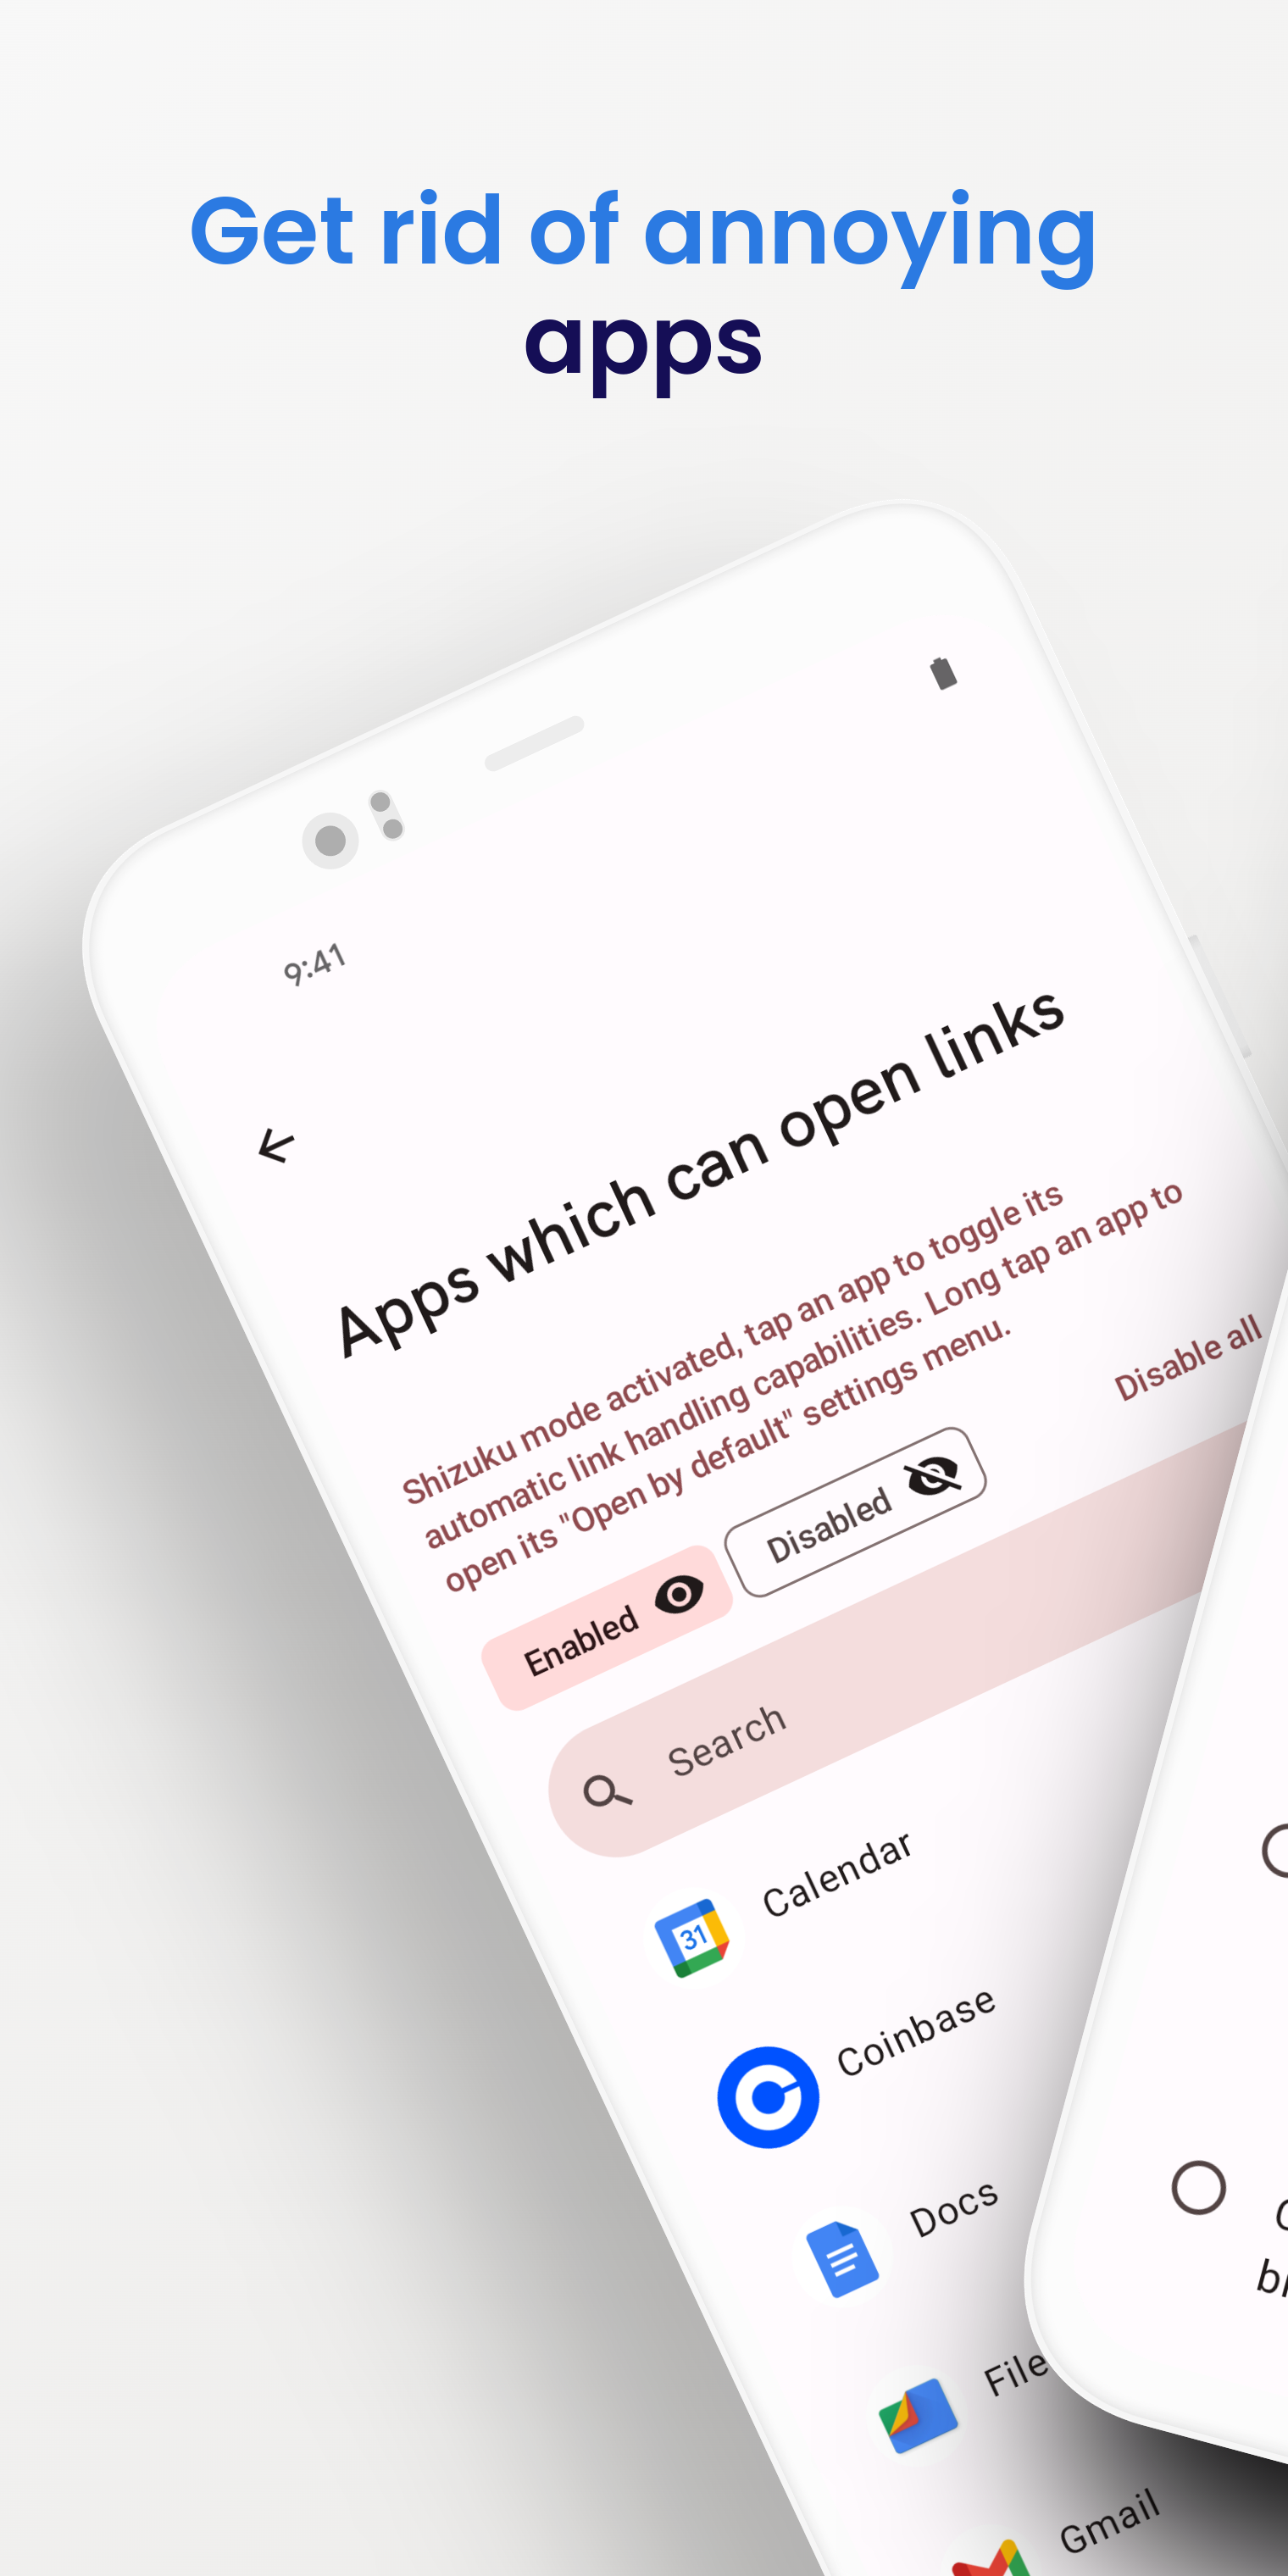 Get rid of annoying
apps
9:41
Apps which can open links
Shizuku mode activated, tap an app to toggle its
automatic link handling capabilities. Long tap an app to
open its "Open by default" settings menu.
Disable all
Enabled
Disabled
Search
31
Calendar
Coinbase
Docs
Gmail